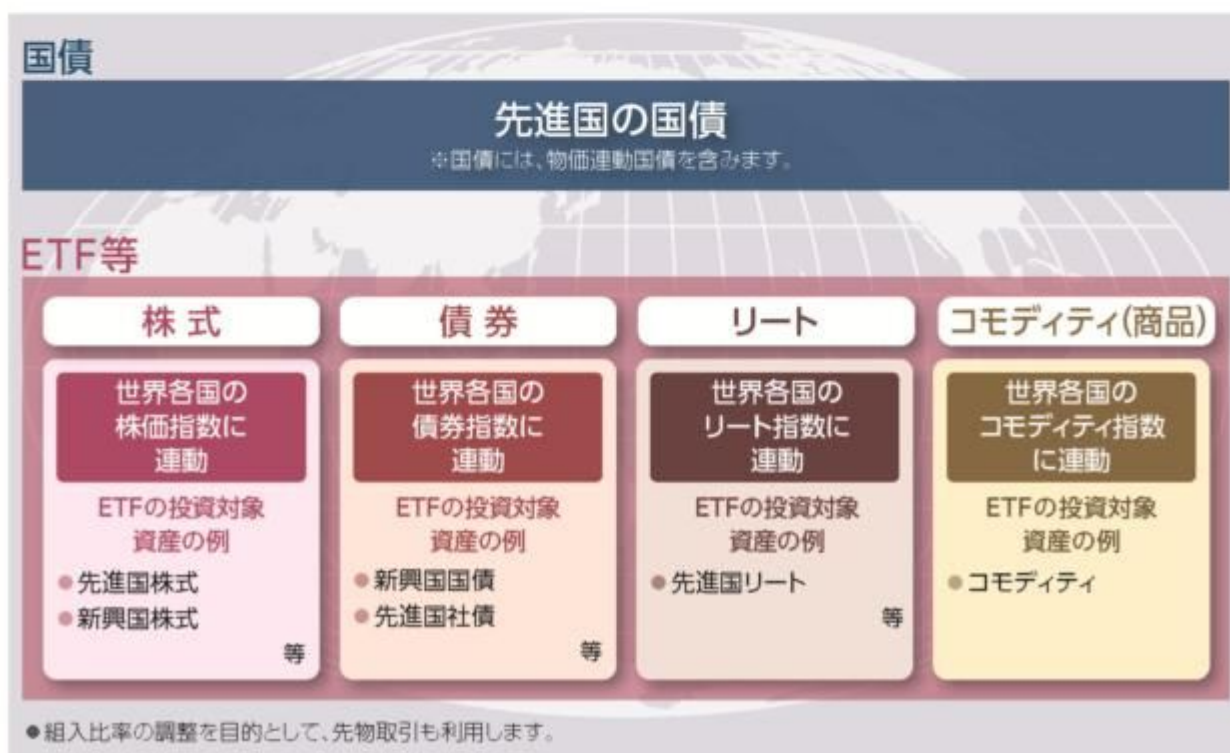 国債
先進国の国債
※国債には、物価連動国債を含みます。
ETF等
株式
世界各国の
株価指数に
連動
ETFの投資対象
資産の例
●先進国株式
●新興国株式
等
債券
世界各国の
債券指数に
連動
ETFの投資対象
資産の例
●新興国国債
●先進国社債
等
リート
世界各国の
リート指数に
連動
ETFの投資対象
資産の例
●先進国リート
等
コモディティ(商品)
世界各国の
コモディティ指数
に連動
ETFの投資対象
資産の例
●コモディティ
●組入比率の調整を目的として、先物取引も利用します。